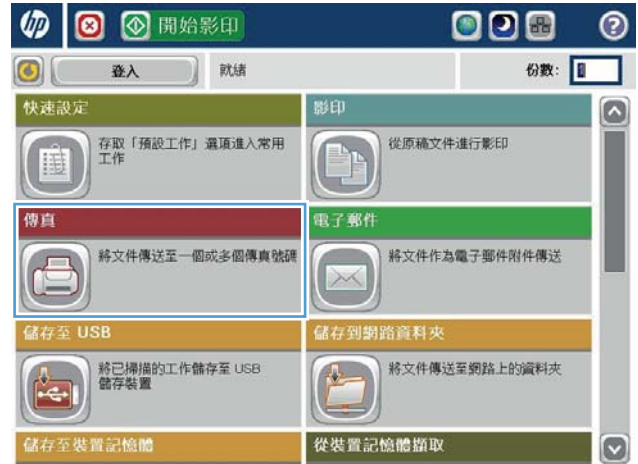 hp
開始影印
?
登入
就緒
份數: 1
快速設定
存取「預設工作」選項進入常用
工作
影印
從原稿文件進行影印
傳真
將文件傳送至一個或多個傳真號碼
電子郵件
將文件作為電子郵件附件傳送
儲存至 USB
將已掃描的工作儲存至 USB
儲存裝置
儲存到網路資料夾
將文件傳送至網路上的資料夾
儲存至裝置記憶體
從裝置記憶體擷取